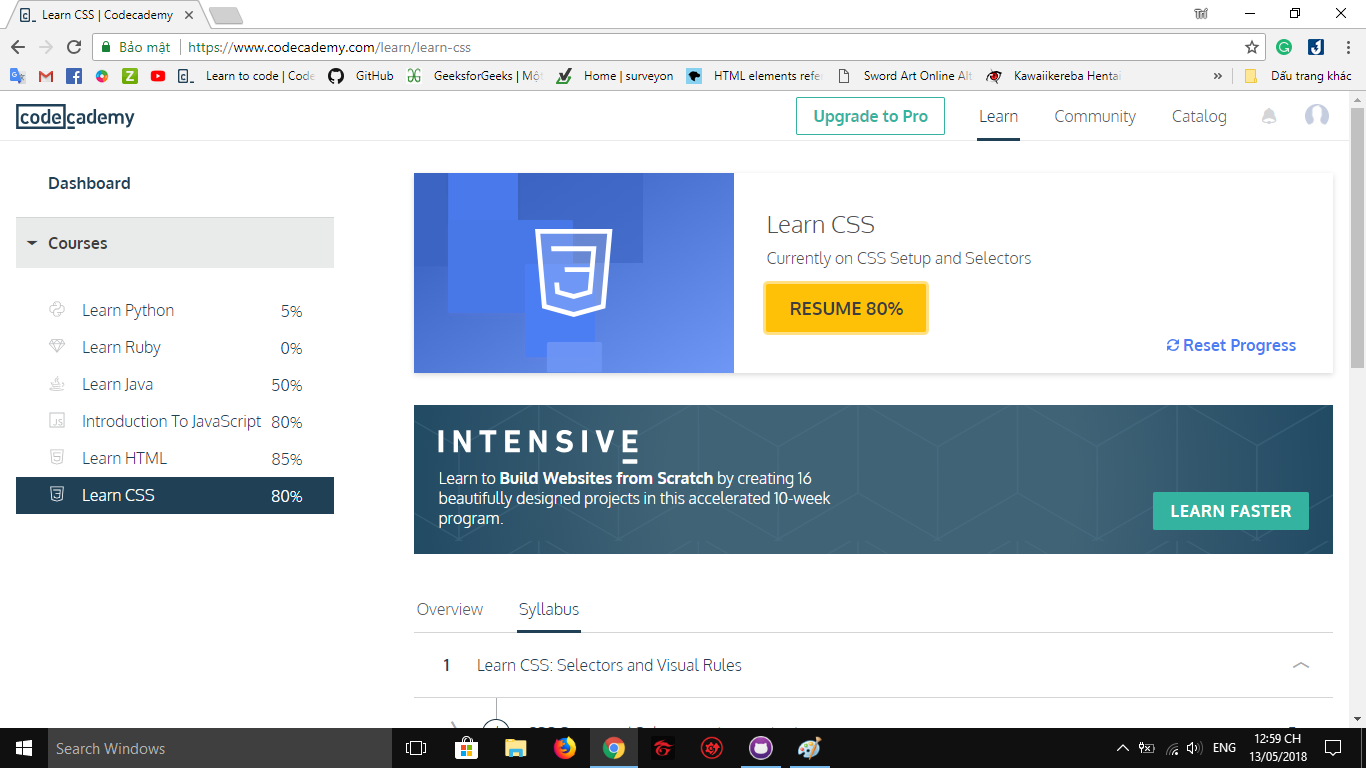 Learn CSS | Codecademy
Trí
Bảo mật
https://www.codecademy.com/learn/learn-css
Learn to code | Code
GitHub
GeeksforGeeks | Một
Home | surveyon
HTML elements refer
Sword Art Online Alt
Kawaiikereba Hentai
»
Dấu trang khác
codecademy
Upgrade to Pro
Learn
Community
Catalog
Dashboard
Courses
Learn Python 5%
Learn Ruby 0%
Learn Java 50%
Introduction To JavaScript 80%
Learn HTML 85%
Learn CSS 80%
Learn CSS
Currently on CSS Setup and Selectors
RESUME 80%
Reset Progress
INTENSIVE
Learn to Build Websites from Scratch by creating 16
beautifully designed projects in this accelerated 10-week
program.
LEARN FASTER
Overview
Syllabus
1 Learn CSS: Selectors and Visual Rules
Search Windows
ENG
12:59 CH
13/05/2018